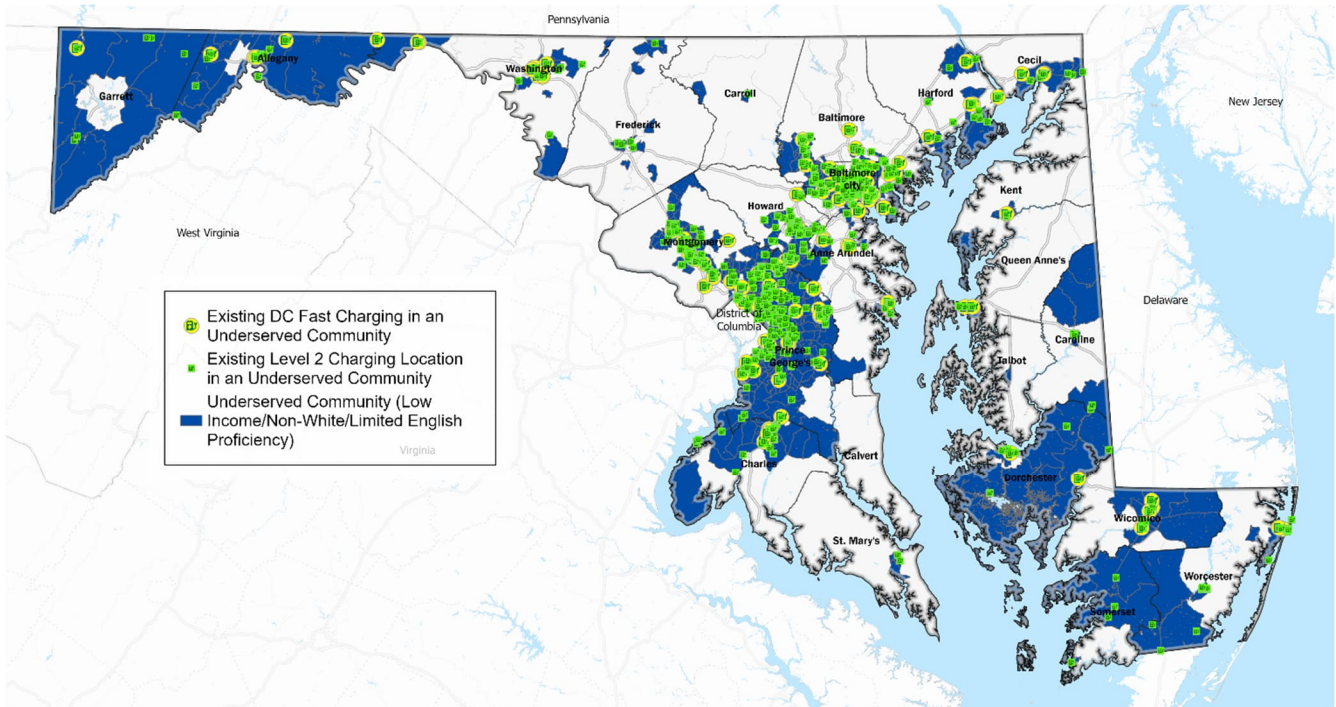 Pennsylvania
Washington
Allegany
Garrett
Frederick
Carroll
Baltimore
Harford
Cecil
New Jersey
Baltimore
city
Kent
Howard
West Virginia
Montgomery
Anne Arundel
Queen Anne's
Delaware
District of
Columbia
Prince
George's
Caroline
Talbot
Existing DC Fast Charging in an
Underserved Community
Existing Level 2 Charging Location
in an Underserved Community
Underserved Community (Low
Income/Non-White/Limited English
Proficiency)
Virginia
Charles
Calvert
Dorchester
St. Mary's
Wicomico
Worcester
Somerset